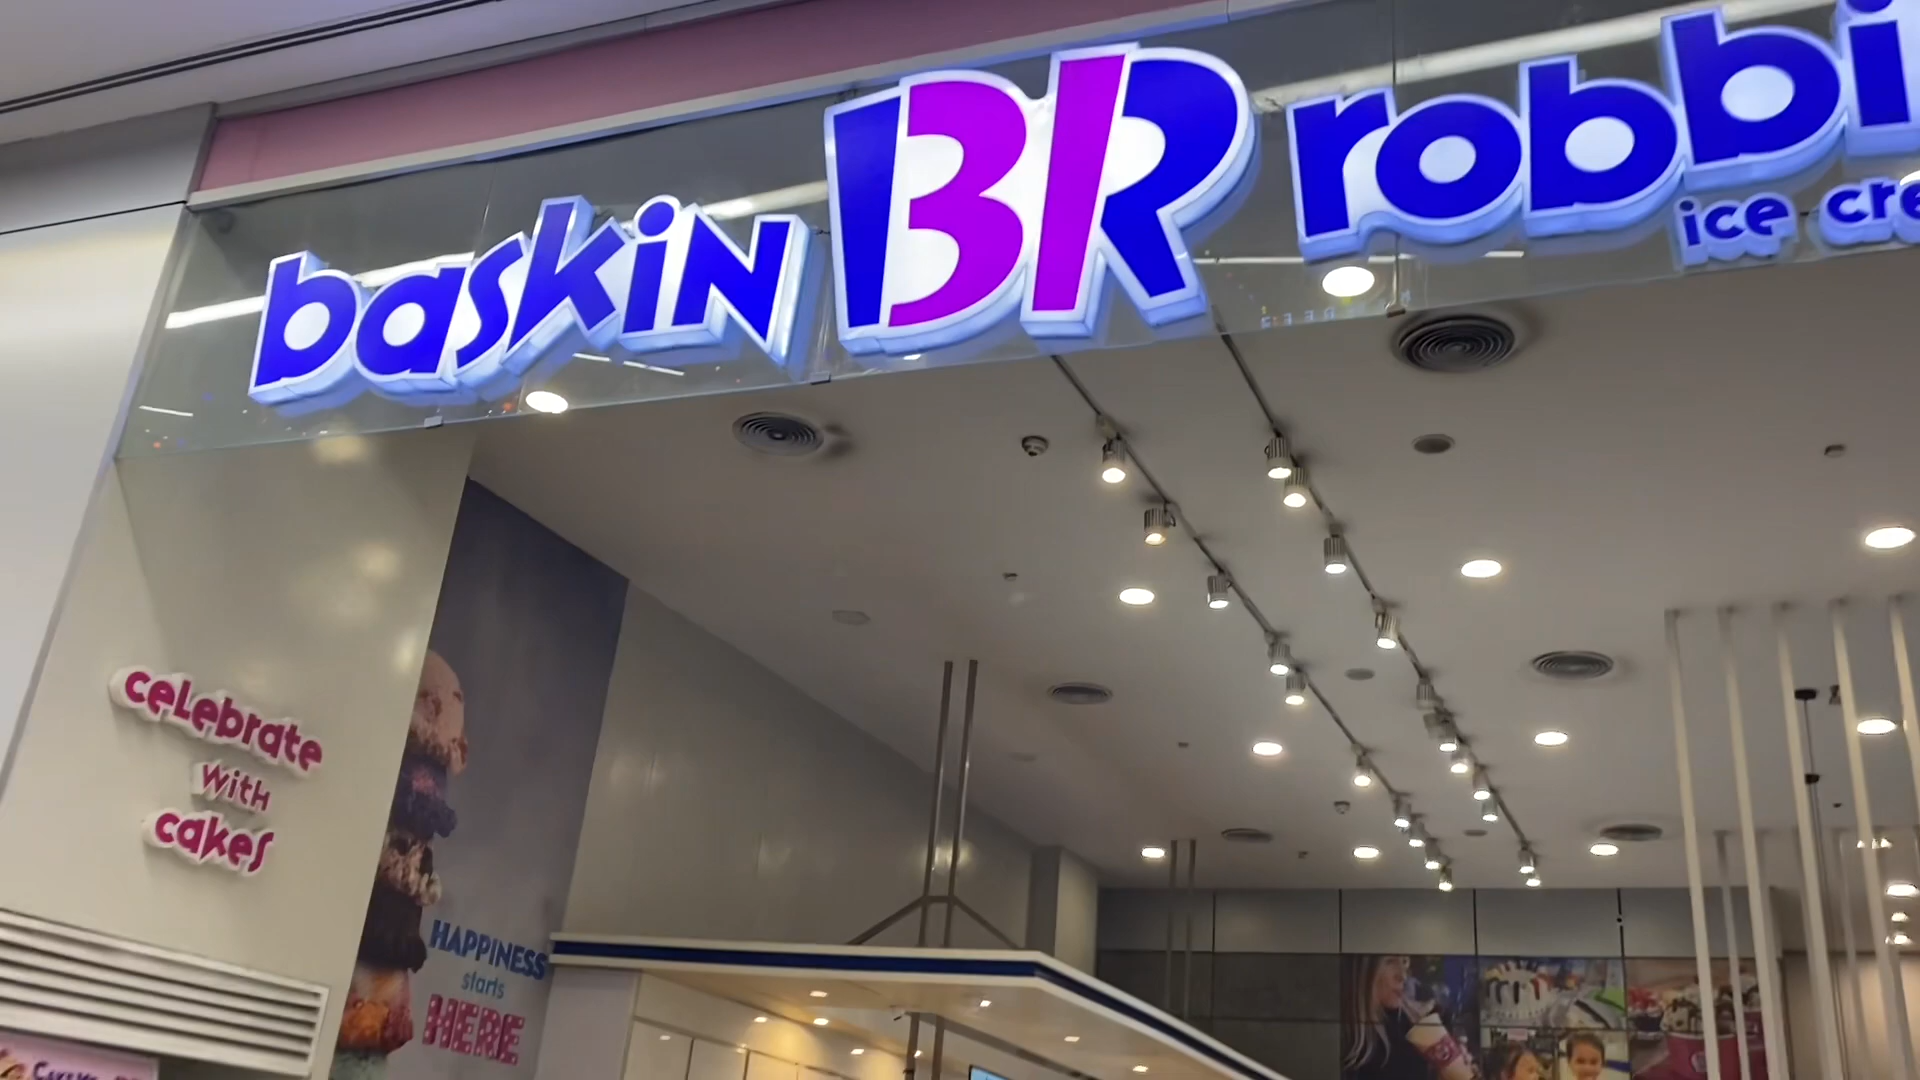 baskin BR robbi
ice cre
celebrate
with
cakes
HAPPINESS
starts
HERE